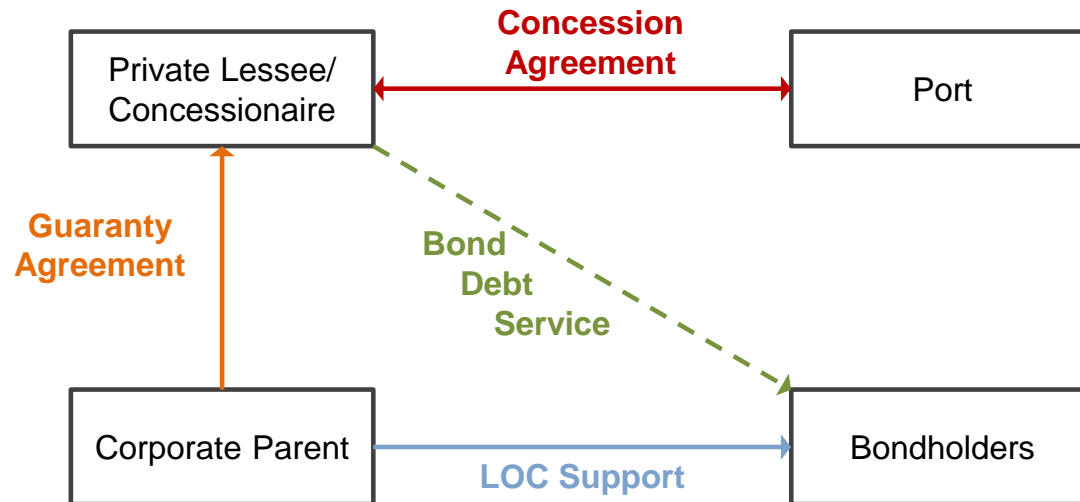 Private Lessee/
Concessionaire
Concession
Agreement
Port
Guaranty
Agreement
Bond
Debt
Service
Corporate Parent
LOC Support
Bondholders